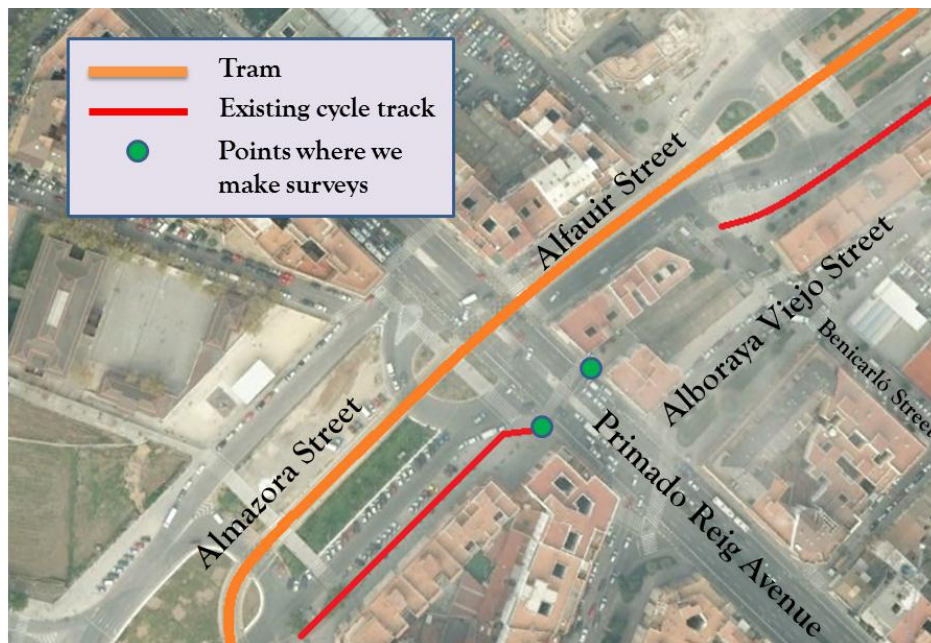 Tram
Existing cycle track
Points where we
make surveys
Alfauir Street
Alboraya Viejo Street
Benicarló Street
Almazora Street
Primado Reig Avenue